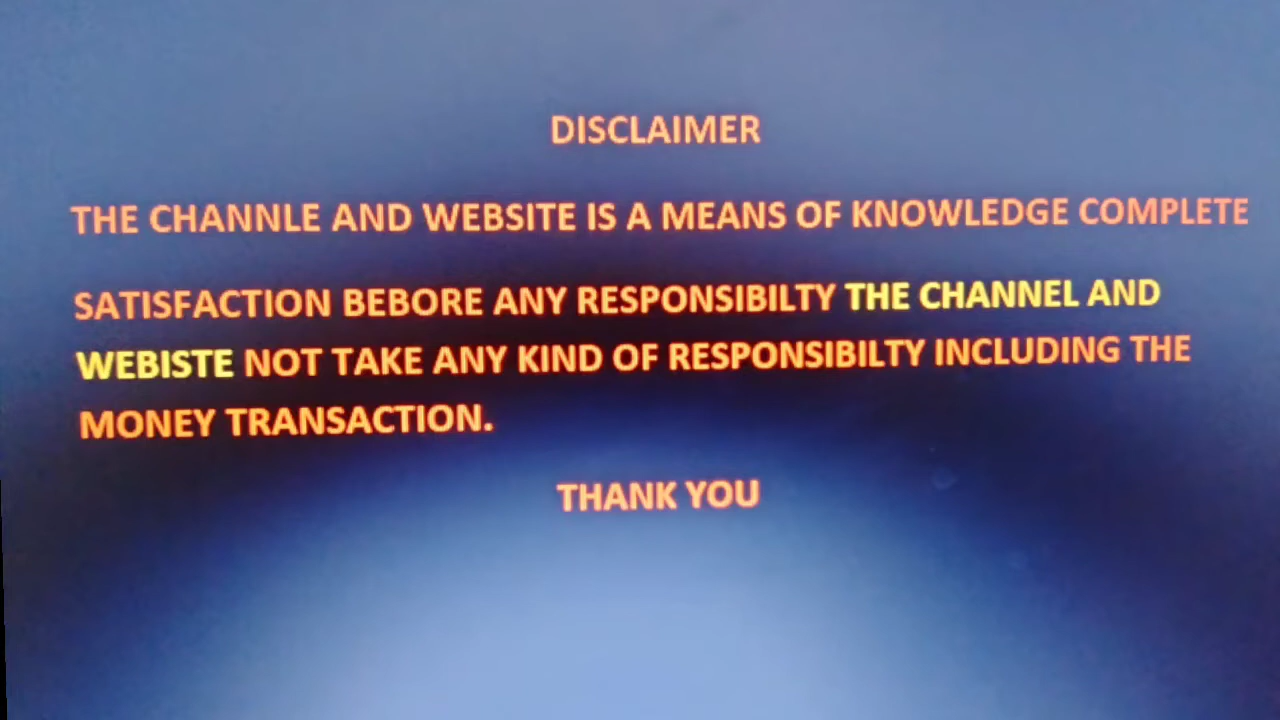 DISCLAIMER
THE CHANNLE AND WEBSITE IS A MEANS OF KNOWLEDGE COMPLETE
SATISFACTION BEBORE ANY RESPONSIBILTY THE CHANNEL AND
WEBISTE NOT TAKE ANY KIND OF RESPONSIBILTY INCLUDING THE
MONEY TRANSACTION.
THANK YOU